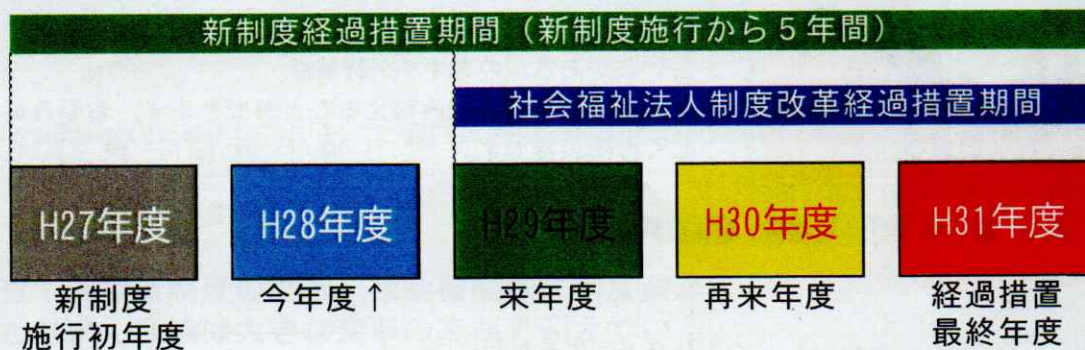 新制度経過措置期間（新制度施行から５年間）
社会福祉法人制度改革経過措置期間
H27年度
H28年度
H29年度
H30年度
H31年度
新制度
施行初年度
今年度↑
来年度
再来年度
経過措置
最終年度